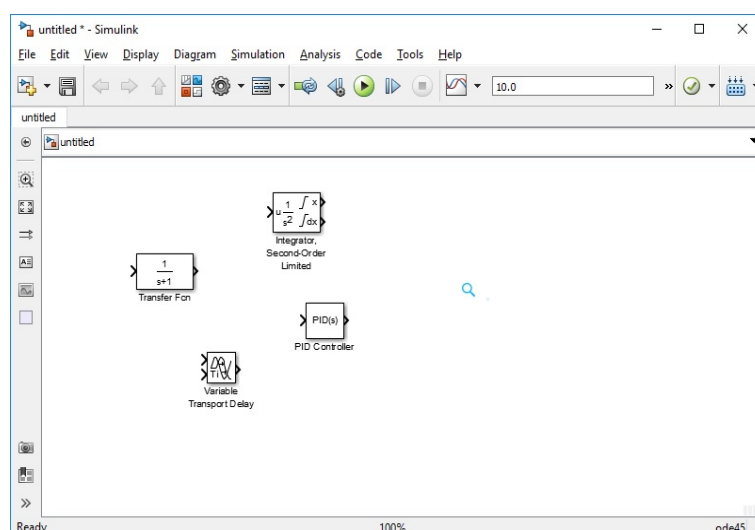 untitled * - Simulink
File Edit View Display Diagram Simulation Analysis Code Tools Help
10.0 »
untitled
untitled
u 1 ∫ x
s² ∫dx
Integrator,
Second-Order
Limited
1
s+1
Transfer Fcn
PID(s)
PID Controller
Ti
Variable
Transport Delay
Ready 100% ode45